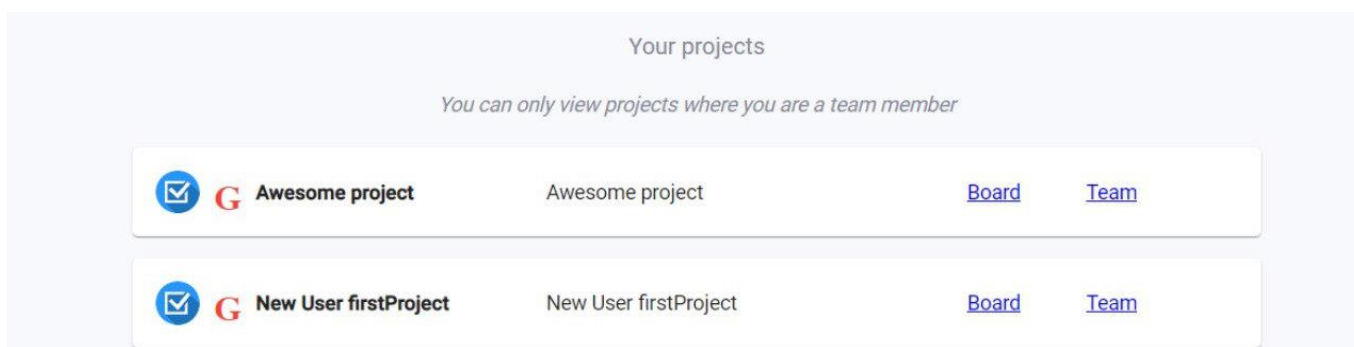 Your projects
You can only view projects where you are a team member
G Awesome project Awesome project Board Team
G New User firstProject New User firstProject Board Team